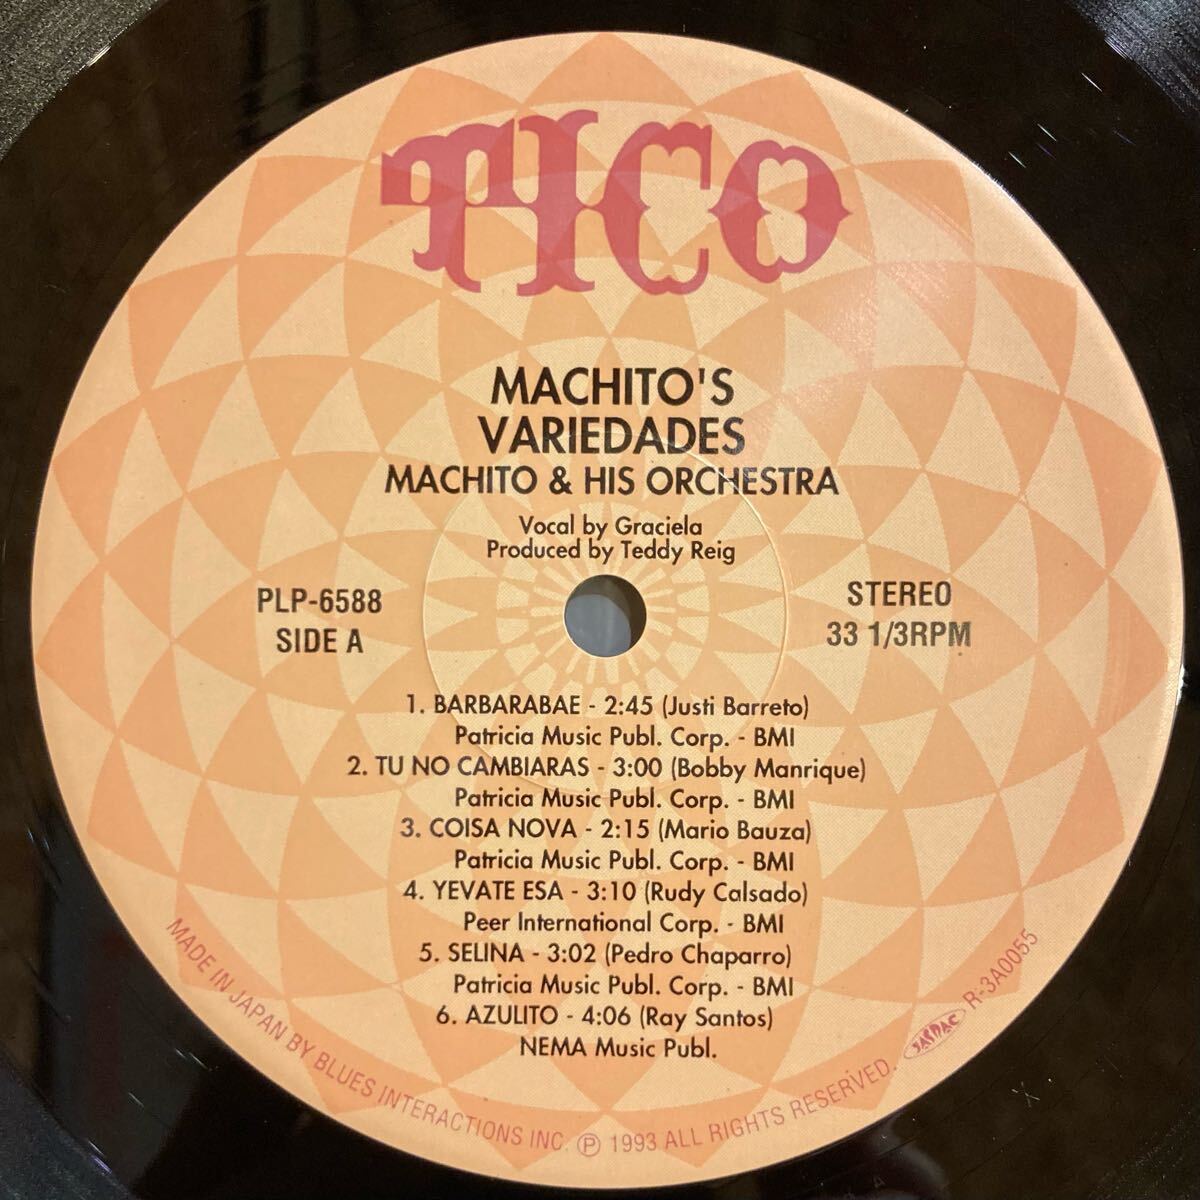 TICO
MACHITO'S
VARIEDADES
MACHITO & HIS ORCHESTRA
Vocal by Graciela
Produced by Teddy Reig
PLP-6588
SIDE A
STEREO
33 1/3RPM
1. BARBARABAE - 2:45 (Justi Barreto)
Patricia Music Publ. Corp. - BMI
2. TU NO CAMBIARAS - 3:00 (Bobby Manrique)
Patricia Music Publ. Corp. - BMI
3. COISA NOVA - 2:15 (Mario Bauza)
Patricia Music Publ. Corp. - BMI
4. YEVATE ESA - 3:10 (Rudy Calsado)
Peer International Corp. - BMI
5. SELINA - 3:02 (Pedro Chaparro)
Patricia Music Publ. Corp. - BMI
6. AZULITO - 4:06 (Ray Santos)
NEMA Music Publ.
MADE IN JAPAN BY BLUES INTERACTIONS INC. ℗ 1993 ALL RIGHTS RESERVED. JASRAC R-3A0055